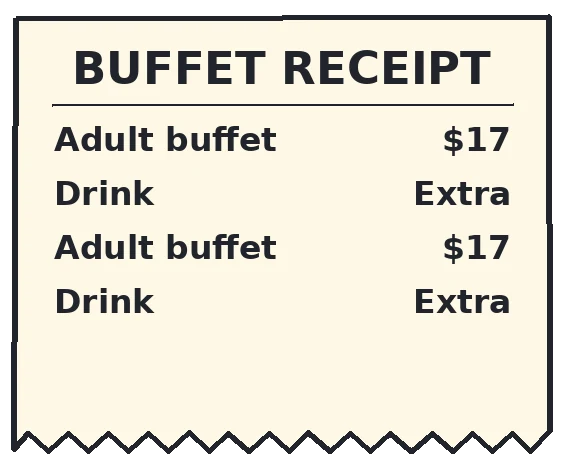 BUFFET RECEIPT
Adult buffet $17
Drink Extra
Adult buffet $17
Drink Extra